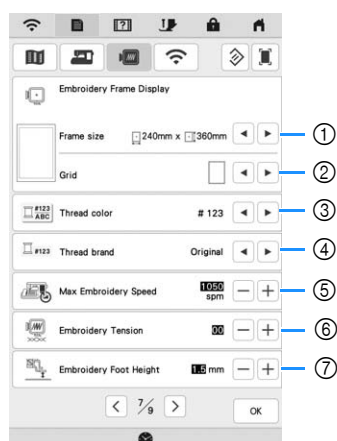 Embroidery Frame Display
Frame size 240mm x 360mm ①
Grid ②
#123 ABC Thread color # 123 ③
#123 Thread brand Original ④
Max Embroidery Speed 1050 spm ⑤
Embroidery Tension 00 ⑥
Embroidery Foot Height 1.5 mm ⑦
< 7/9 > OK